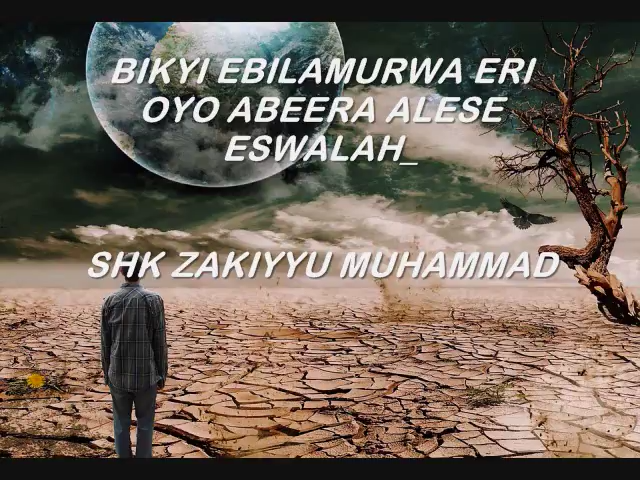 BIKYI EBILAMURWA ERI
OYO ABEERA ALESE
ESWALAH_
SHK ZAKIYYU MUHAMMAD